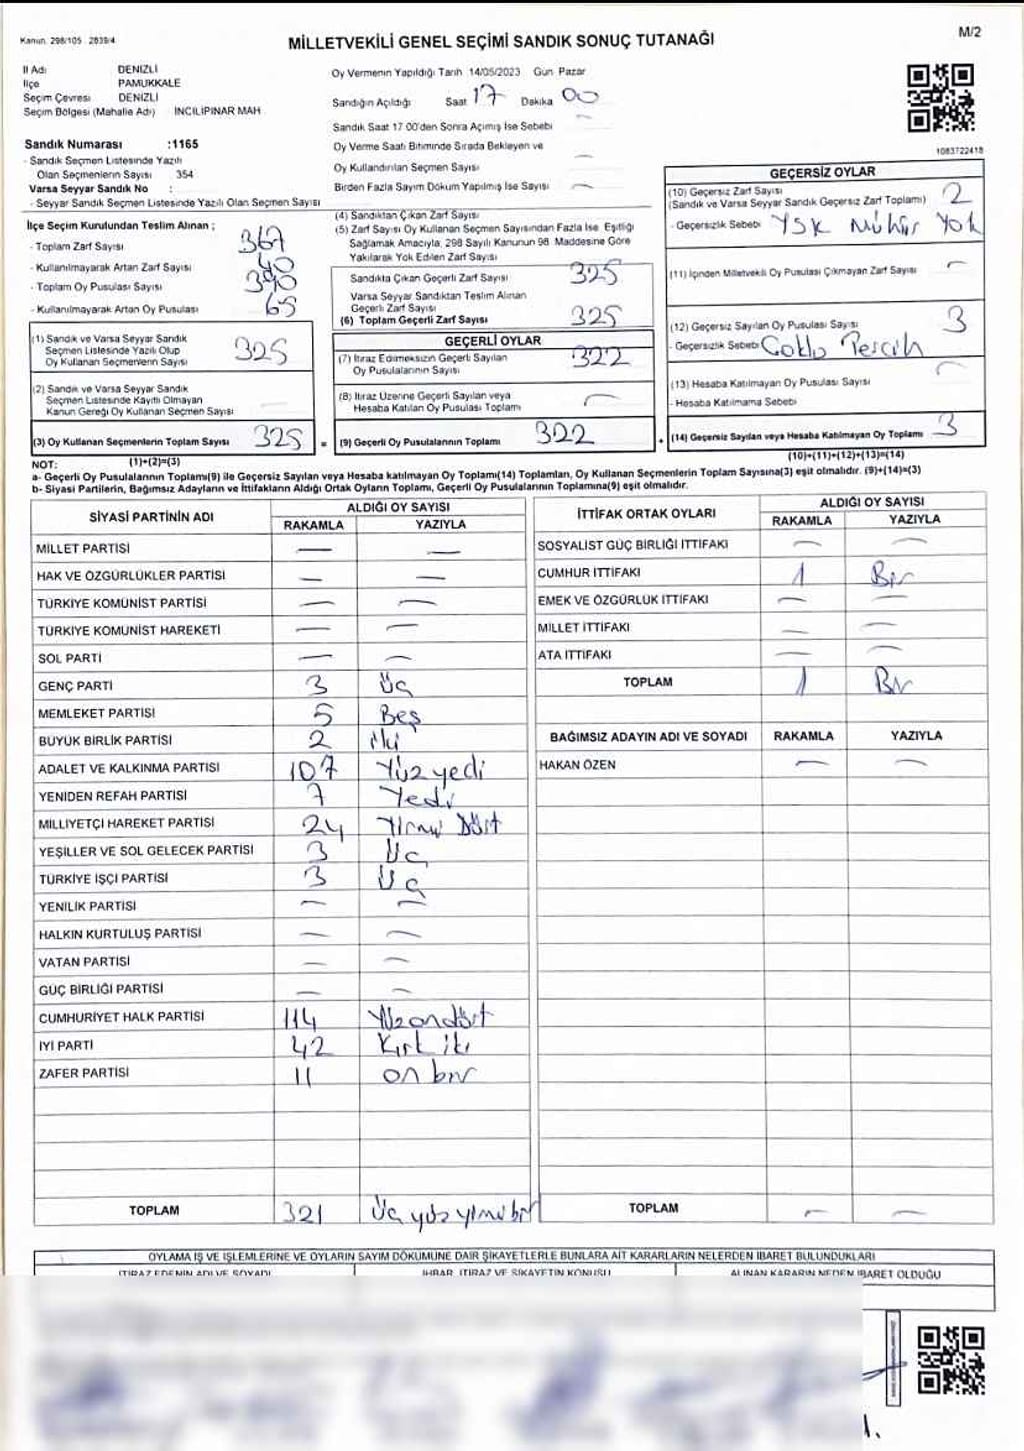 Kanun. 298/105 2839/4
MİLLETVEKİLİ GENEL SEÇİMİ SANDIK SONUÇ TUTANAĞI
M/2
İl Adı DENİZLİ
İlçe PAMUKKALE
Seçim Çevresi DENİZLİ
Seçim Bölgesi (Mahalle Adı) İNCİLİPINAR MAH
Sandık Numarası :1165
- Sandık Seçmen Listesinde Yazılı
Olan Seçmenlerin Sayısı 354
Varsa Seyyar Sandık No :
- Seyyar Sandık Seçmen Listesinde Yazılı Olan Seçmen Sayısı
Oy Vermenin Yapıldığı Tarih 14/05/2023 Gün Pazar
Sandığın Açıldığı Saat 17 Dakika 00
Sandık Saat 17 00'den Sonra Açılmış İse Sebebi
Oy Verme Saati Bitiminde Sırada Bekleyen ve
Oy Kullandırılan Seçmen Sayısı —
Birden Fazla Sayım Döküm Yapılmış İse Sayısı —
1083722418
İlçe Seçim Kurulundan Teslim Alınan ;
- Toplam Zarf Sayısı 367
- Kullanılmayarak Artan Zarf Sayısı 40
- Toplam Oy Pusulası Sayısı 390
- Kullanılmayarak Artan Oy Pusulası 65
(1) Sandık ve Varsa Seyyar Sandık
Seçmen Listesinde Yazılı Olup
Oy Kullanan Seçmenlerin Sayısı 325
(2) Sandık ve Varsa Seyyar Sandık
Seçmen Listesinde Kayıtlı Olmayan
Kanun Gereği Oy Kullanan Seçmen Sayısı —
(3) Oy Kullanan Seçmenlerin Toplam Sayısı 325 =
(1)+(2)=(3)
(4) Sandıktan Çıkan Zarf Sayısı
(5) Zarf Sayısı Oy Kullanan Seçmen Sayısından Fazla İse, Eşitliği
Sağlamak Amacıyla, 298 Sayılı Kanunun 98 Maddesine Göre
Yakılarak Yok Edilen Zarf Sayısı
Sandıkta Çıkan Geçerli Zarf Sayısı 325
Varsa Seyyar Sandıktan Teslim Alınan
Geçerli Zarf Sayısı
(6) Toplam Geçerli Zarf Sayısı 325
GEÇERLİ OYLAR
(7) İtiraz Edilmeksizin Geçerli Sayılan
Oy Pusulalarının Sayısı 322
(8) İtiraz Üzerine Geçerli Sayılan veya
Hesaba Katılan Oy Pusulası Toplamı —
(9) Geçerli Oy Pusulalarının Toplamı 322 +
GEÇERSİZ OYLAR
(10) Geçersiz Zarf Sayısı 2
(Sandık ve Varsa Seyyar Sandık Geçersiz Zarf Toplamı)
- Geçersizlik Sebebi YSK Mühür Yok
(11) İçinden Milletvekili Oy Pusulası Çıkmayan Zarf Sayısı —
(12) Geçersiz Sayılan Oy Pusulası Sayısı 3
- Geçersizlik Sebebi Çoklu Tercih
(13) Hesaba Katılmayan Oy Pusulası Sayısı —
- Hesaba Katılmama Sebebi
(14) Geçersiz Sayılan veya Hesaba Katılmayan Oy Toplamı 3
(10)+(11)+(12)+(13)=(14)
NOT:
a- Geçerli Oy Pusulalarının Toplamı(9) ile Geçersiz Sayılan veya Hesaba katılmayan Oy Toplamı(14) Toplamları, Oy Kullanan Seçmenlerin Toplam Sayısına(3) eşit olmalıdır. (9)+(14)=(3)
b- Siyasi Partilerin, Bağımsız Adayların ve İttifakların Aldığı Ortak Oyların Toplamı, Geçerli Oy Pusulalarının Toplamına(9) eşit olmalıdır.
SİYASİ PARTİNİN ADI ALDIĞI OY SAYISI
RAKAMLA YAZIYLA
MİLLET PARTİSİ — —
HAK VE ÖZGÜRLÜKLER PARTİSİ — —
TÜRKİYE KOMÜNİST PARTİSİ — —
TÜRKİYE KOMÜNİST HAREKETİ — —
SOL PARTİ — —
GENÇ PARTİ 3 Üç
MEMLEKET PARTİSİ 5 Beş
BÜYÜK BİRLİK PARTİSİ 2 iki
ADALET VE KALKINMA PARTİSİ 107 Yüz yedi
YENİDEN REFAH PARTİSİ 7 Yedi
MİLLİYETÇİ HAREKET PARTİSİ 24 Yirmi Dört
YEŞİLLER VE SOL GELECEK PARTİSİ 3 Üç
TÜRKİYE İŞÇİ PARTİSİ 3 Üç
YENİLİK PARTİSİ — —
HALKIN KURTULUŞ PARTİSİ — —
VATAN PARTİSİ — —
GÜÇ BİRLİĞİ PARTİSİ — —
CUMHURİYET HALK PARTİSİ 114 Yüzondört
İYİ PARTİ 42 Kırk iki
ZAFER PARTİSİ 11 on bir
TOPLAM 321 Üç yüz yirmi bir
İTTİFAK ORTAK OYLARI ALDIĞI OY SAYISI
RAKAMLA YAZIYLA
SOSYALİST GÜÇ BİRLİĞİ İTTİFAKI — —
CUMHUR İTTİFAKI 1 Bir
EMEK VE ÖZGÜRLÜK İTTİFAKI — —
MİLLET İTTİFAKI — —
ATA İTTİFAKI — —
TOPLAM 1 Bir
BAĞIMSIZ ADAYIN ADI VE SOYADI RAKAMLA YAZIYLA
HAKAN ÖZEN — —
TOPLAM — —
OYLAMA İŞ VE İŞLEMLERİNE VE OYLARIN SAYIM DÖKÜMÜNE DAİR ŞİKAYETLERLE BUNLARA AİT KARARLARIN NELERDEN İBARET BULUNDUKLARI
İTİRAZ EDENİN ADI VE SOYADI İHBAR, İTİRAZ VE ŞİKAYETİN KONUSU ALINAN KARARIN NEDEN İBARET OLDUĞU